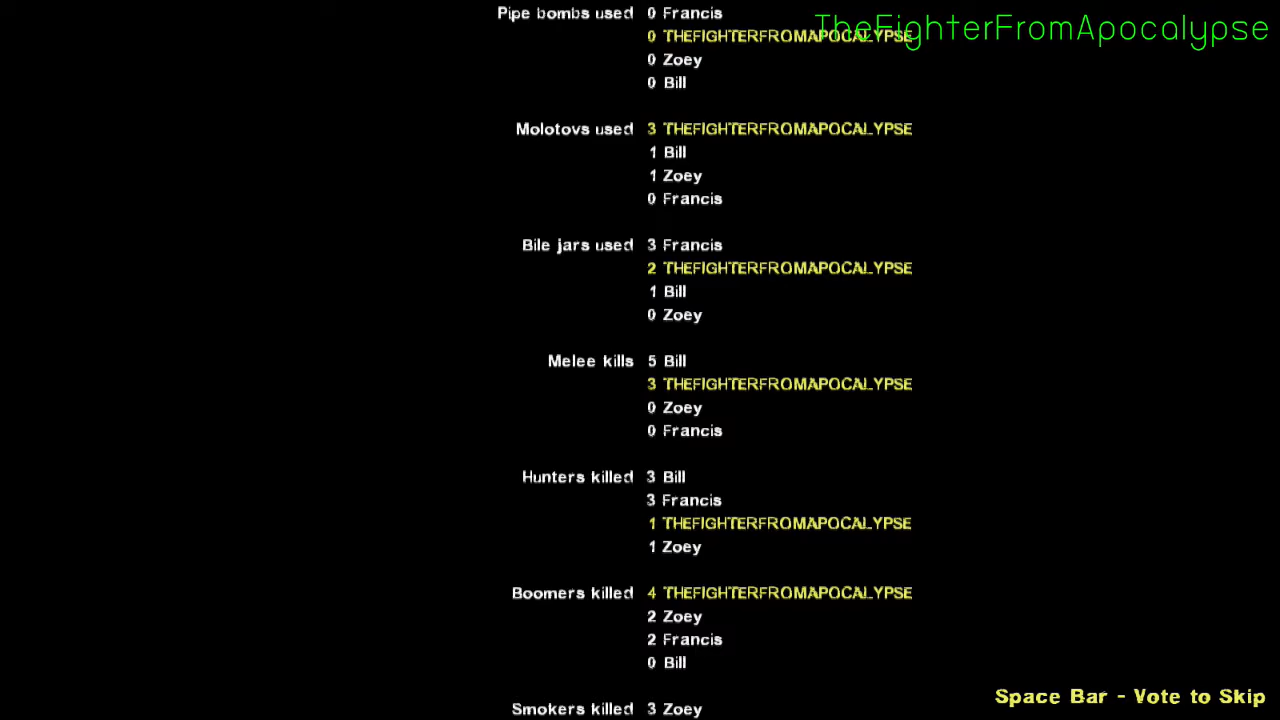 Pipe bombs used 0 Francis
TheFighterFromApocalypse
0 THEFIGHTERFROMAPOCALYPSE
0 Zoey
0 Bill
Molotovs used 3 THEFIGHTERFROMAPOCALYPSE
1 Bill
1 Zoey
0 Francis
Bile jars used 3 Francis
2 THEFIGHTERFROMAPOCALYPSE
1 Bill
0 Zoey
Melee kills 5 Bill
3 THEFIGHTERFROMAPOCALYPSE
0 Zoey
0 Francis
Hunters killed 3 Bill
3 Francis
1 THEFIGHTERFROMAPOCALYPSE
1 Zoey
Boomers killed 4 THEFIGHTERFROMAPOCALYPSE
2 Zoey
2 Francis
0 Bill
Space Bar - Vote to Skip
Smokers killed 3 Zoey